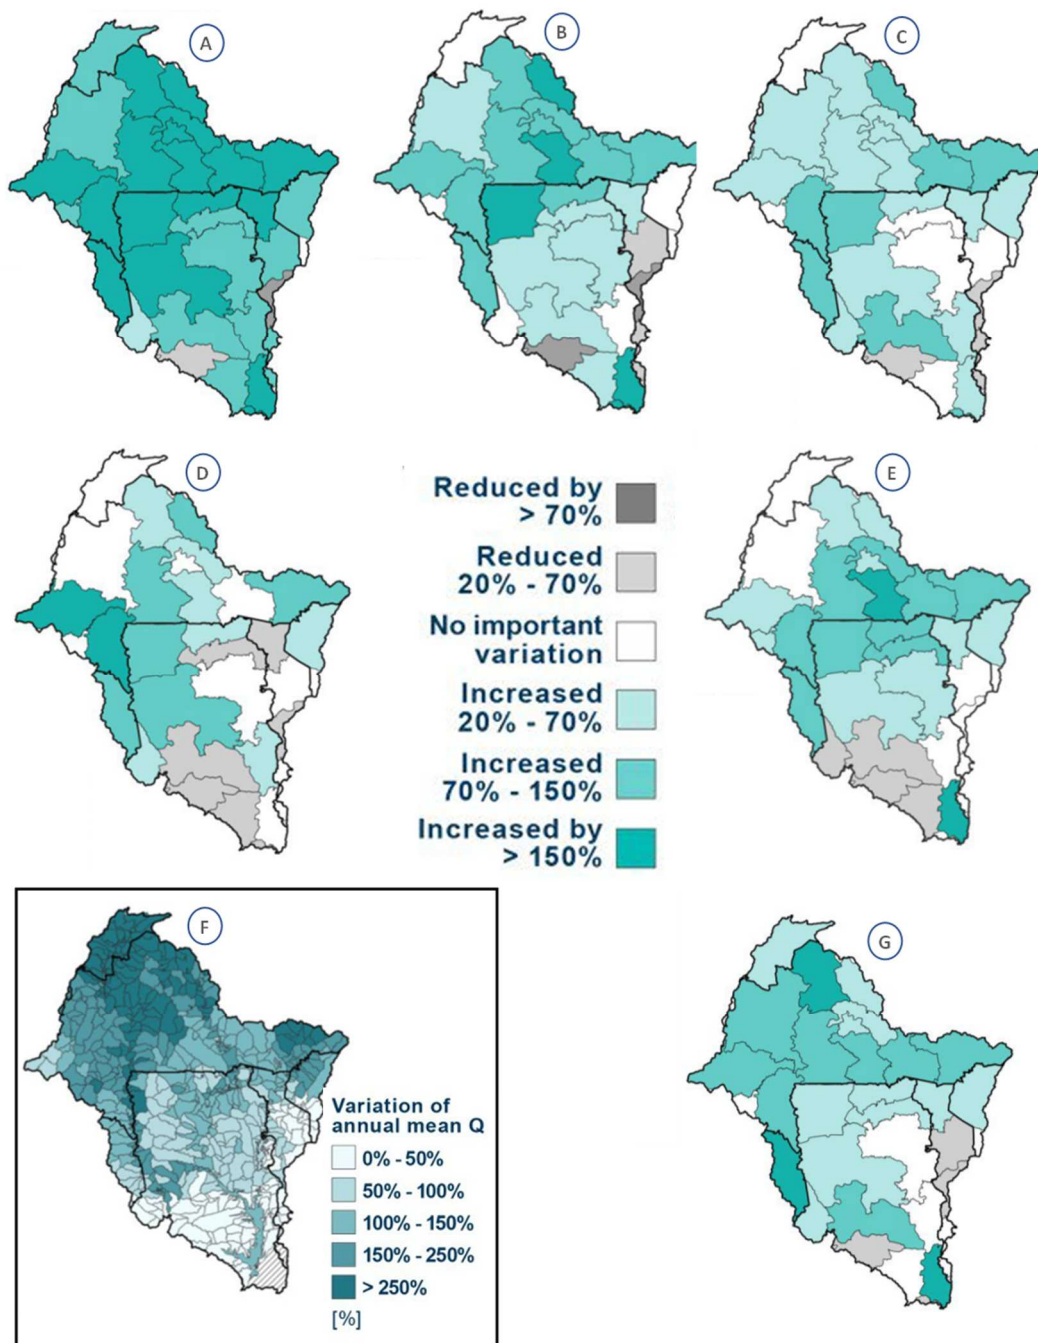 A
B
C
D
Reduced by
> 70%
Reduced
20% - 70%
No important
variation
Increased
20% - 70%
Increased
70% - 150%
Increased by
> 150%
E
F
Variation of
annual mean Q
0% - 50%
50% - 100%
100% - 150%
150% - 250%
> 250%
[%]
G